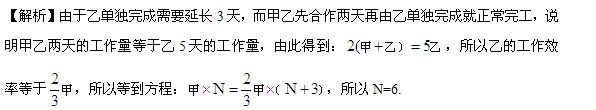 【解析】由于乙单独完成需要延长 3 天，而甲乙先合作两天再由乙单独完成就正常完工，说
明甲乙两天的工作量等于乙 5 天的工作量，由此得到：2(甲+乙) =5乙，所以乙的工作效
率等于 2/3 甲，所以等到方程：甲×N= 2/3 甲×( N+3)，所以 N=6.